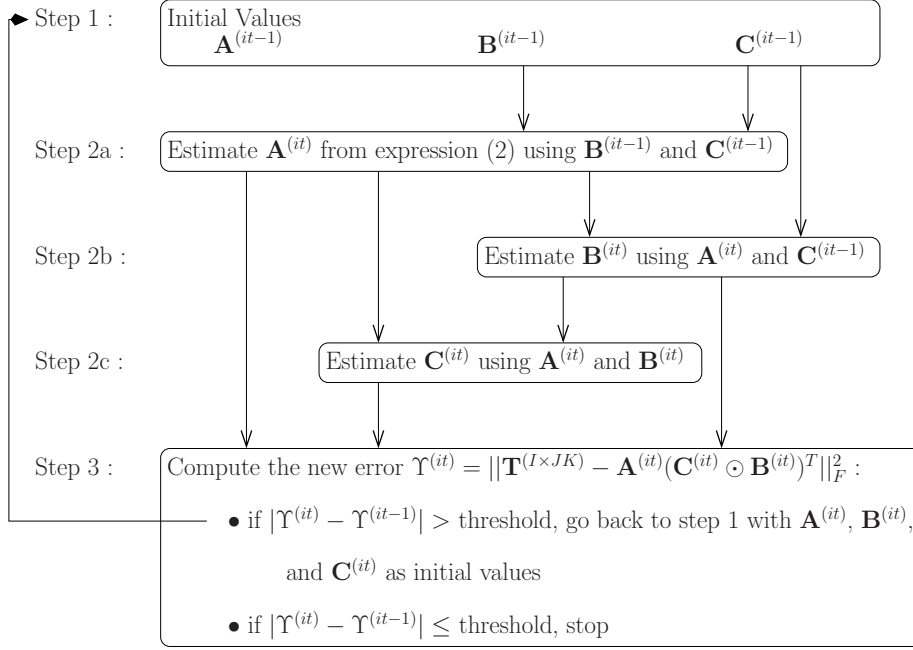 Step 1 : Initial Values
A^(it−1) B^(it−1) C^(it−1)
Step 2a : Estimate A^(it) from expression (2) using B^(it−1) and C^(it−1)
Step 2b : Estimate B^(it) using A^(it) and C^(it−1)
Step 2c : Estimate C^(it) using A^(it) and B^(it)
Step 3 : Compute the new error Υ^(it) = ||T^(I×JK) − A^(it)(C^(it) ⊙ B^(it))^T||_F^2 :
• if |Υ^(it) − Υ^(it−1)| > threshold, go back to step 1 with A^(it), B^(it),
and C^(it) as initial values
• if |Υ^(it) − Υ^(it−1)| ≤ threshold, stop